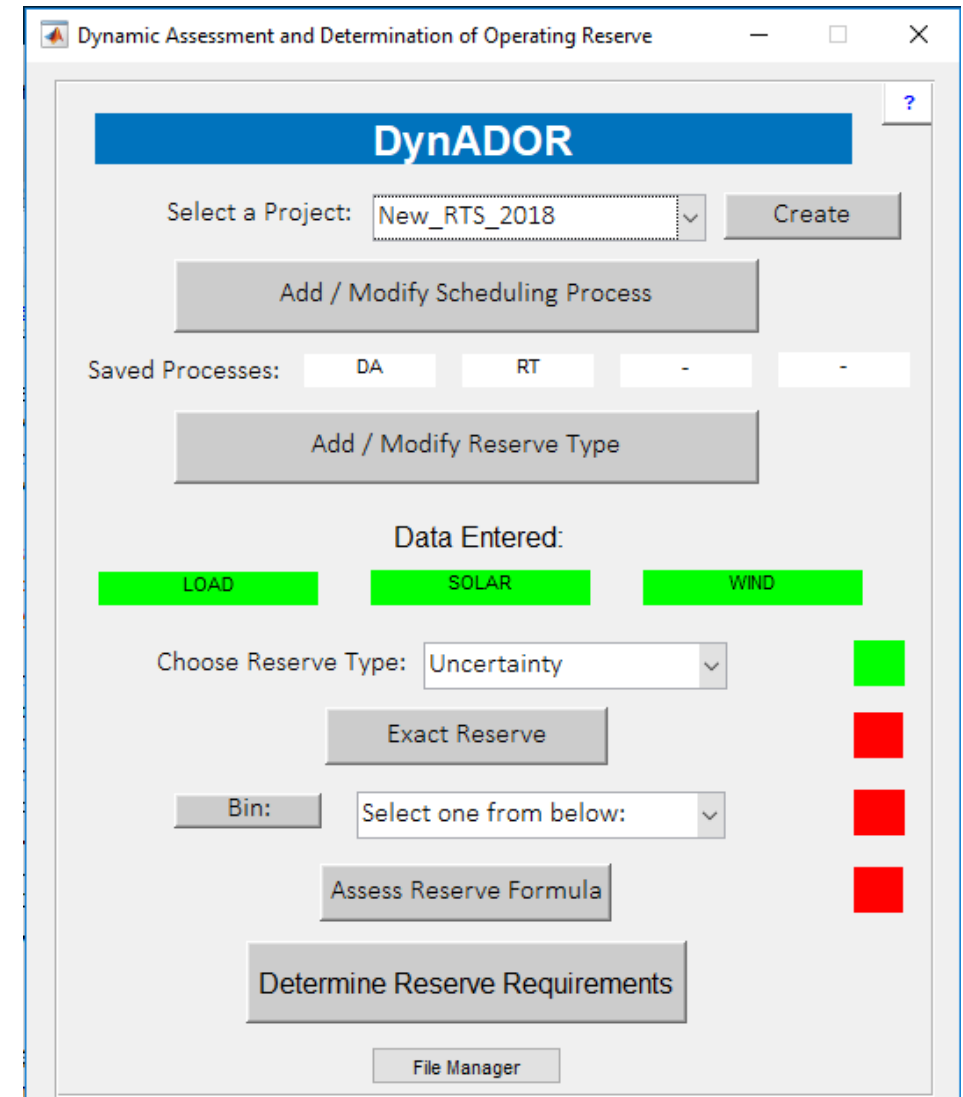 Dynamic Assessment and Determination of Operating Reserve
?
DynADOR
Select a Project: New_RTS_2018 Create
Add / Modify Scheduling Process
Saved Processes: DA RT - -
Add / Modify Reserve Type
Data Entered:
LOAD SOLAR WIND
Choose Reserve Type: Uncertainty
Exact Reserve
Bin: Select one from below:
Assess Reserve Formula
Determine Reserve Requirements
File Manager